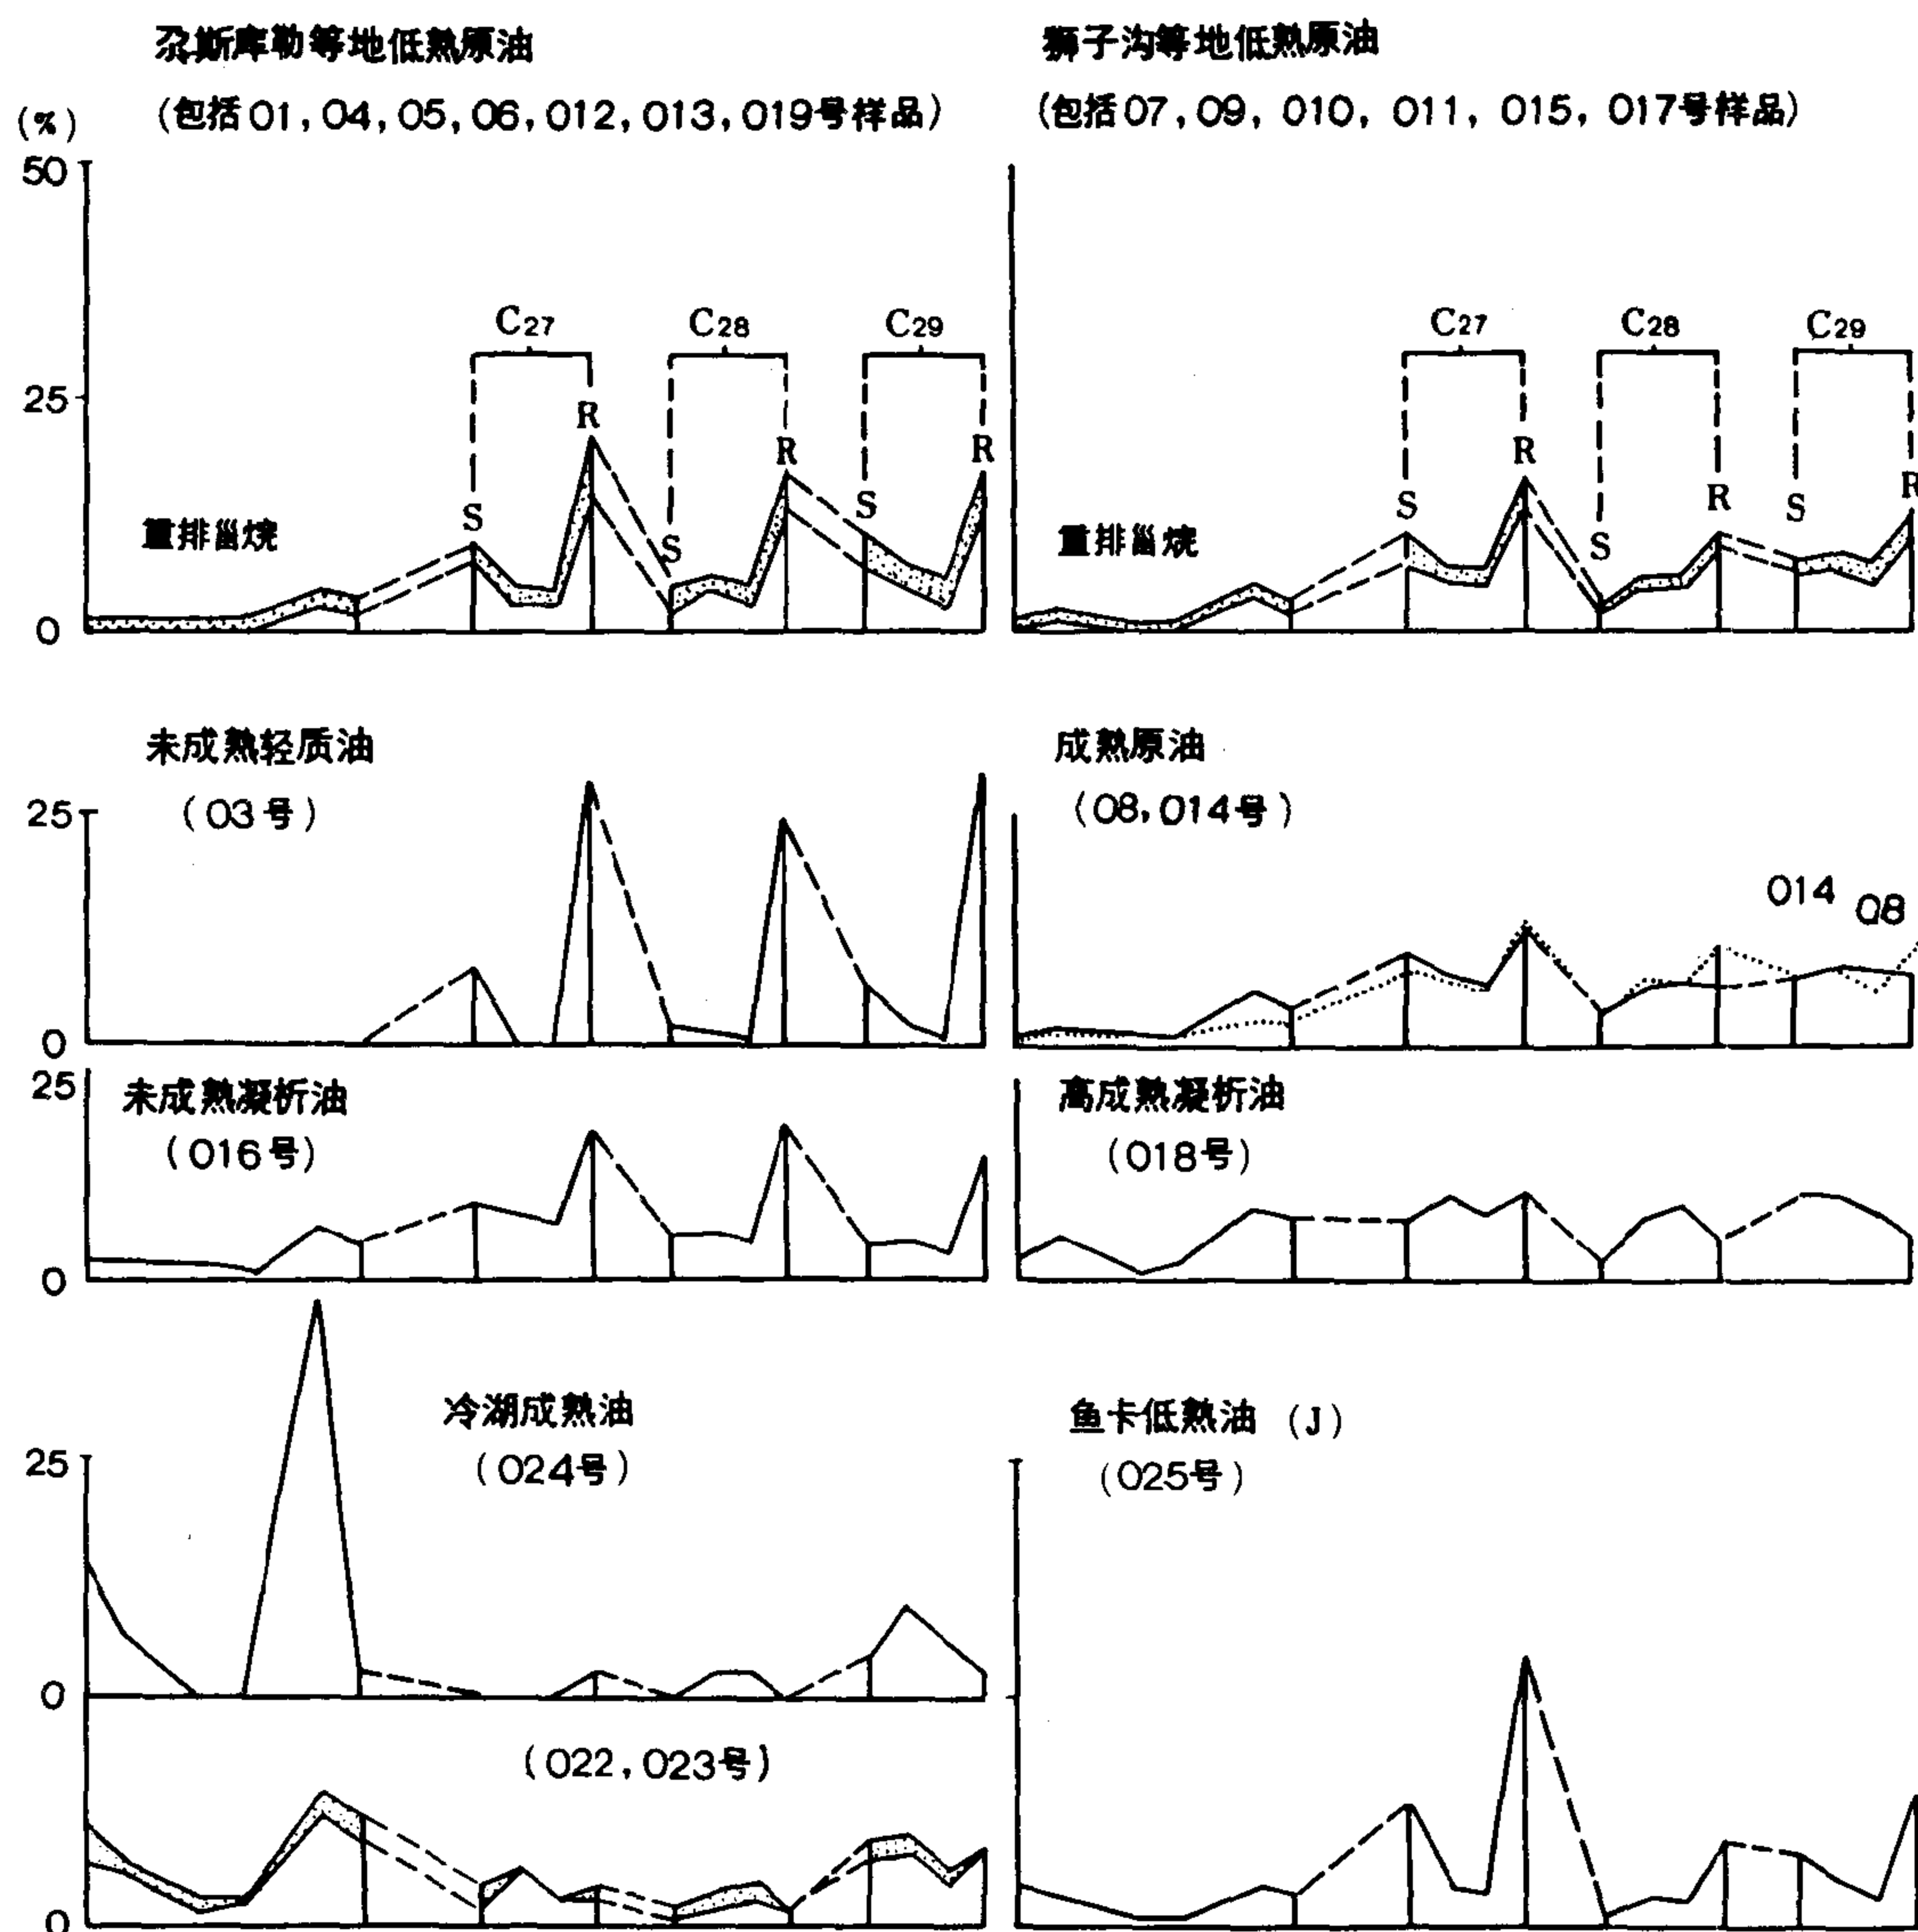 尕斯库勒等地低熟原油
(包括01,04,05,06,012,013,019号样品)
(%)
50
25
0
C27
C28
C29
S
R
S
R
S
R
重排甾烷
狮子沟等地低熟原油
(包括07,09,010,011,015,017号样品)
C27
C28
C29
S
R
S
R
S
R
重排甾烷
未成熟轻质油
(03号)
25
0
成熟原油
(08,014号)
014
08
25
未成熟凝析油
(016号)
0
高成熟凝析油
(018号)
冷湖成熟油
(024号)
25
0
(022,023号)
0
鱼卡低熟油 (J)
(025号)